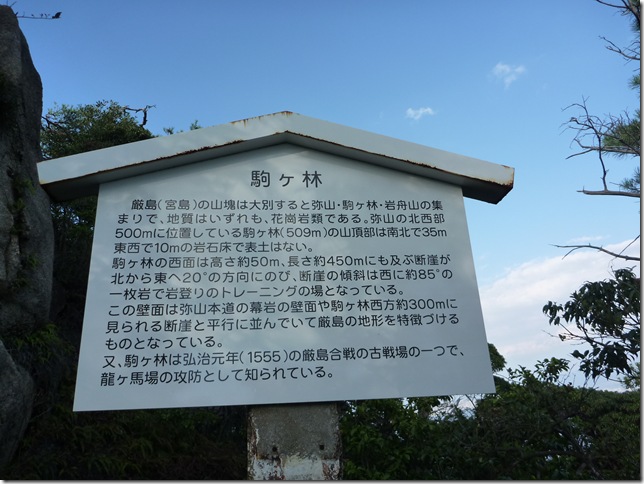 駒ヶ林
厳島(宮島)の山塊は大別すると弥山・駒ヶ林・岩舟山の集
まりで、地質はいずれも、花崗岩類である。弥山の北西部
500mに位置している駒ヶ林(509m)の山頂部は南北で35m
東西で10mの岩石床で表土はない。
駒ヶ林の西面は高さ約50m、長さ約450mにも及ぶ断崖が
北から東へ20°の方向にのび、断崖の傾斜は西に約85°の
一枚岩で岩登りのトレーニングの場となっている。
この壁面は弥山本道の幕岩の壁面や駒ヶ林西方約300mに
見られる断崖と平行に並んでいて厳島の地形を特徴づける
ものとなっている。
又、駒ヶ林は弘治元年(1555)の厳島合戦の古戦場の一つで、
龍ヶ馬場の攻防として知られている。